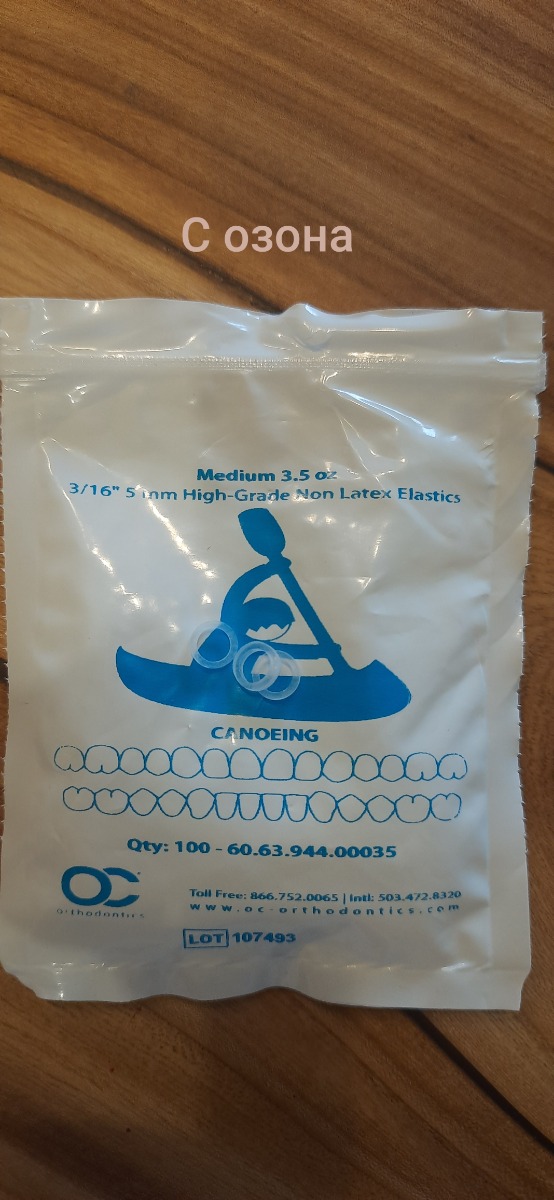 С озона
Medium 3.5 oz
3/16" 5 mm High-Grade Non Latex Elastics
CANOEING
Qty: 100 - 60.63.944.00035
OC
orthodontics
Toll Free: 866.752.0065 | Intl: 503.472.8320
www.oc-orthodontics.com
LOT 107493